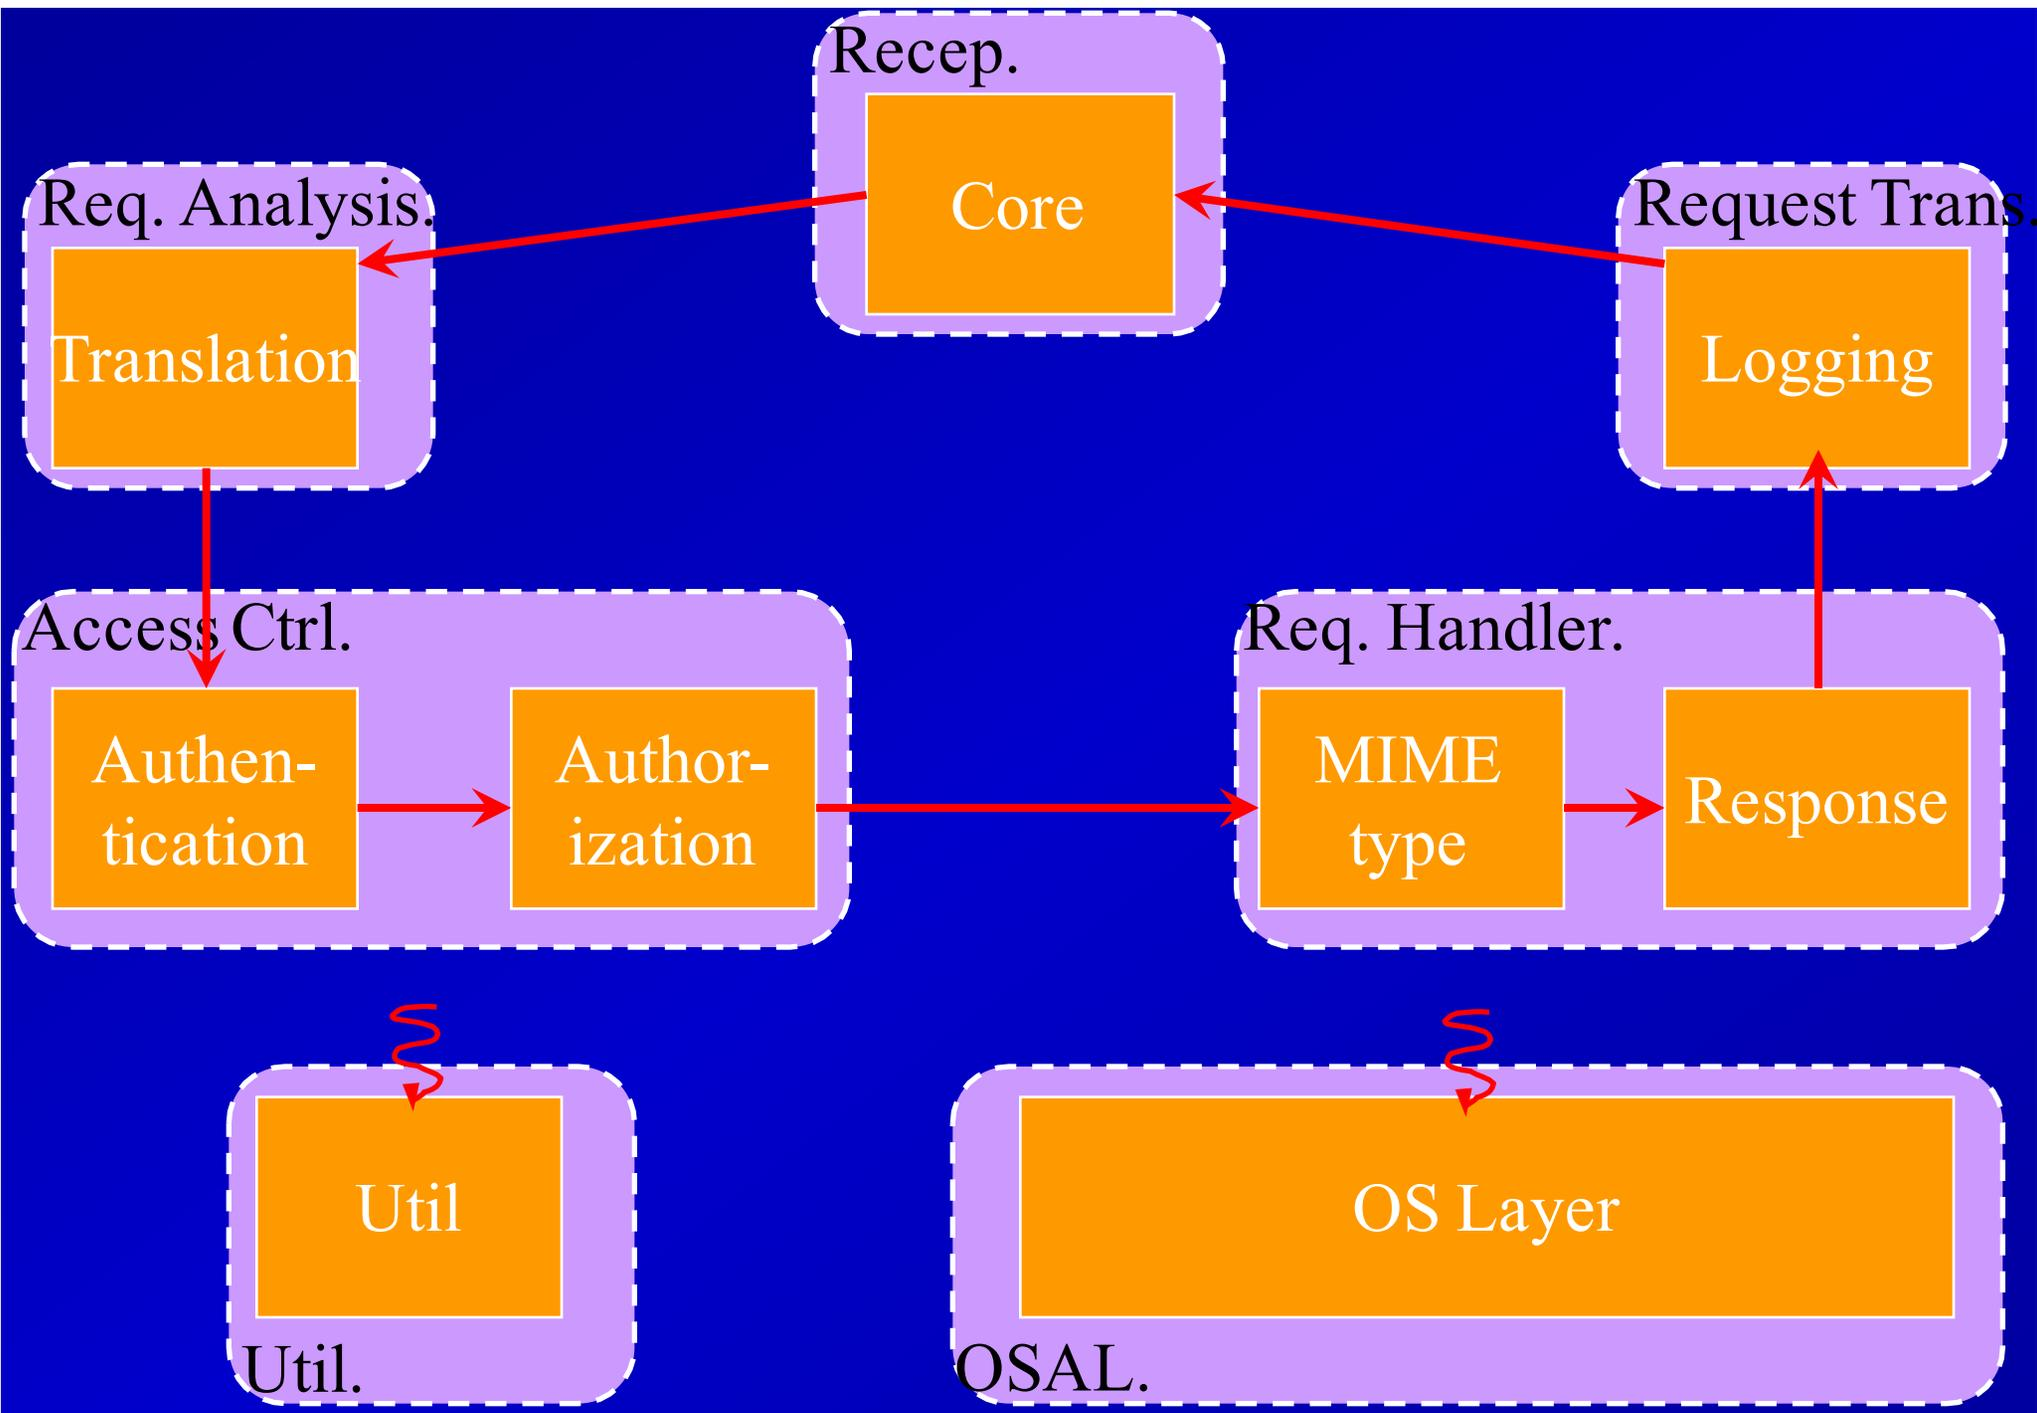 Recep.
Core
Req. Analysis.
Translation
Request Trans.
Logging
Access Ctrl.
Authen-
tication
Author-
ization
Req. Handler.
MIME
type
Response
Util
Util.
OS Layer
OSAL.